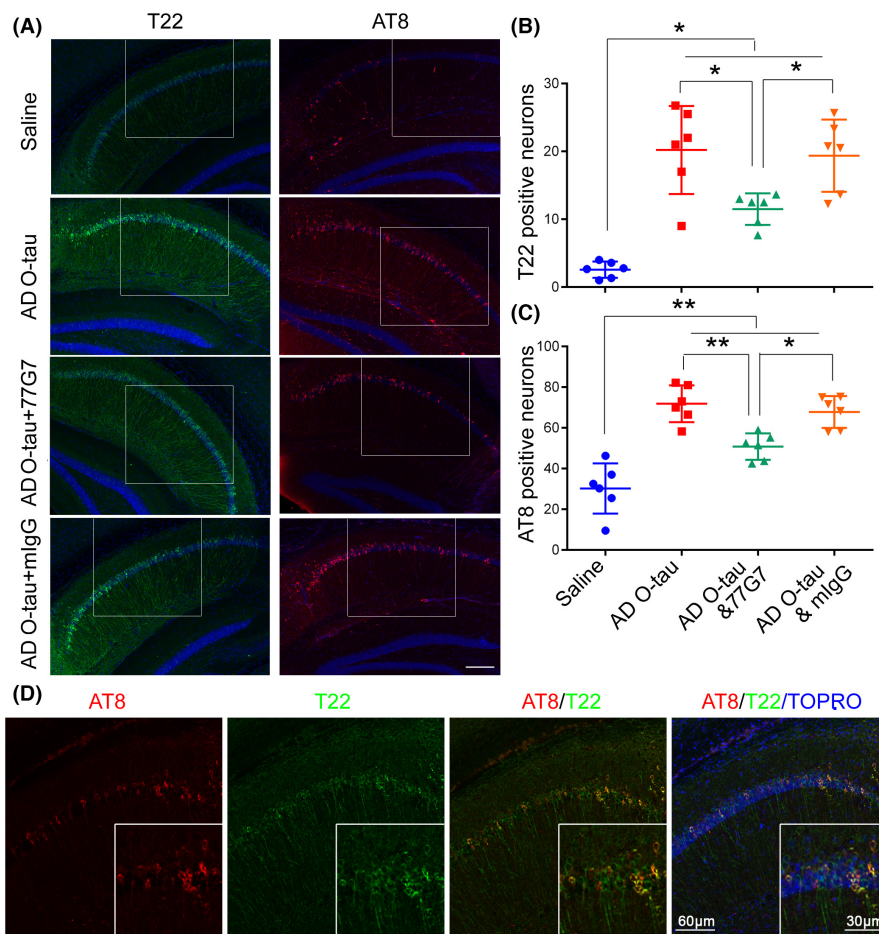 (A)
T22
AT8
Saline
AD O-tau
AD O-tau+77G7
AD O-tau+mIgG
(B)
*
*
*
T22 positive neurons
30
20
10
0
(C)
**
**
*
AT8 positive neurons
100
80
60
40
20
0
Saline
AD O-tau
AD O-tau
&77G7
AD O-tau
& mIgG
(D)
AT8
T22
AT8/T22
AT8/T22/TOPRO
60µm
30µm